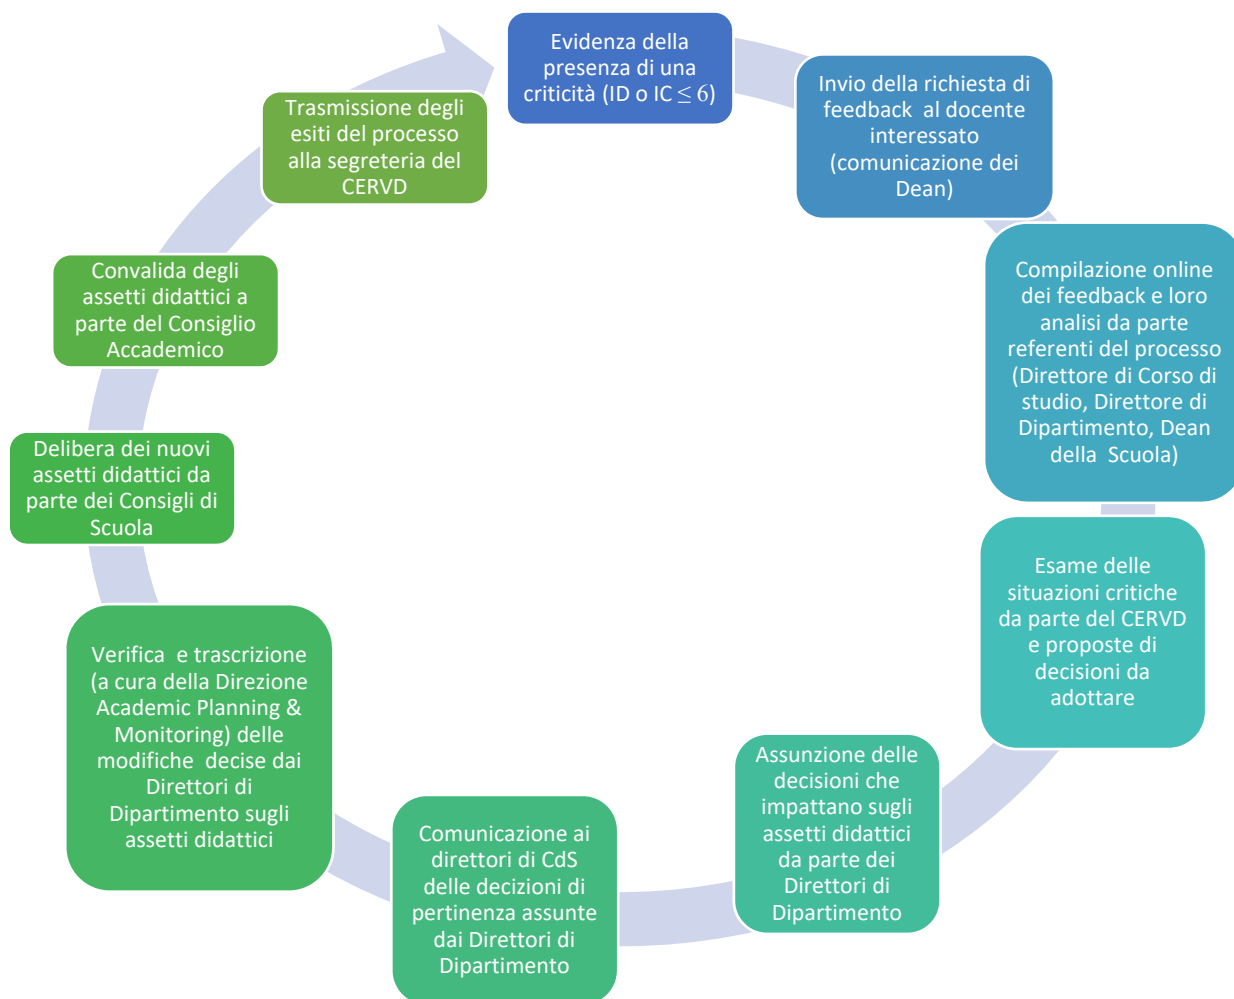 Evidenza della
presenza di una
criticità (ID o IC ≤ 6)
Invio della richiesta di
feedback al docente
interessato
(comunicazione dei
Dean)
Compilazione online
dei feedback e loro
analisi da parte
referenti del processo
(Direttore di Corso di
studio, Direttore di
Dipartimento, Dean
della Scuola)
Esame delle
situazioni critiche
da parte del CERVD
e proposte di
decisioni da
adottare
Assunzione delle
decisioni che
impattano sugli
assetti didattici
da parte dei
Direttori di
Dipartimento
Comunicazione ai
direttori di CdS
delle decizioni di
pertinenza assunte
dai Direttori di
Dipartimento
Verifica e trascrizione
(a cura della Direzione
Academic Planning &
Monitoring) delle
modifiche decise dai
Direttori di
Dipartimento sugli
assetti didattici
Delibera dei nuovi
assetti didattici da
parte dei Consigli di
Scuola
Convalida degli
assetti didattici a
parte del Consiglio
Accademico
Trasmissione degli
esiti del processo
alla segreteria del
CERVD